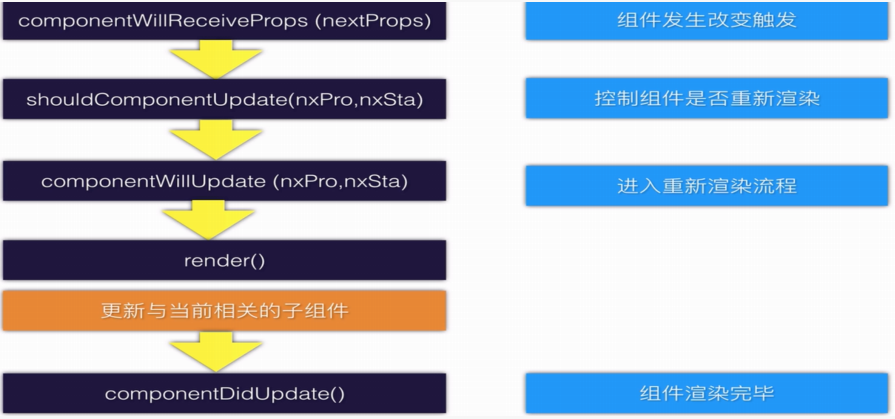 componentWillReceiveProps (nextProps)
组件发生改变触发
shouldComponentUpdate(nxPro,nxSta)
控制组件是否重新渲染
componentWillUpdate (nxPro,nxSta)
进入重新渲染流程
render()
更新与当前相关的子组件
componentDidUpdate()
组件渲染完毕